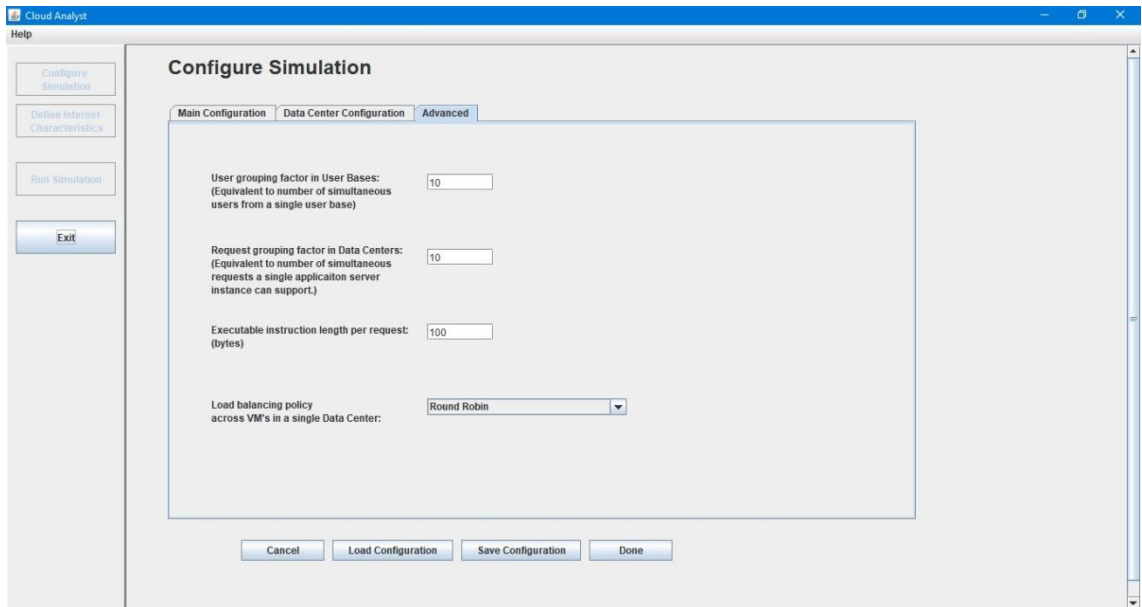 Cloud Analyst
Help
Configure
Simulation
Define Internet
Characteristics
Run Simulation
Exit
Configure Simulation
Main Configuration
Data Center Configuration
Advanced
User grouping factor in User Bases:
(Equivalent to number of simultaneous
users from a single user base)
10
Request grouping factor in Data Centers:
(Equivalent to number of simultaneous
requests a single applicaiton server
instance can support.)
10
Executable instruction length per request:
(bytes)
100
Load balancing policy
across VM's in a single Data Center:
Round Robin
Cancel
Load Configuration
Save Configuration
Done